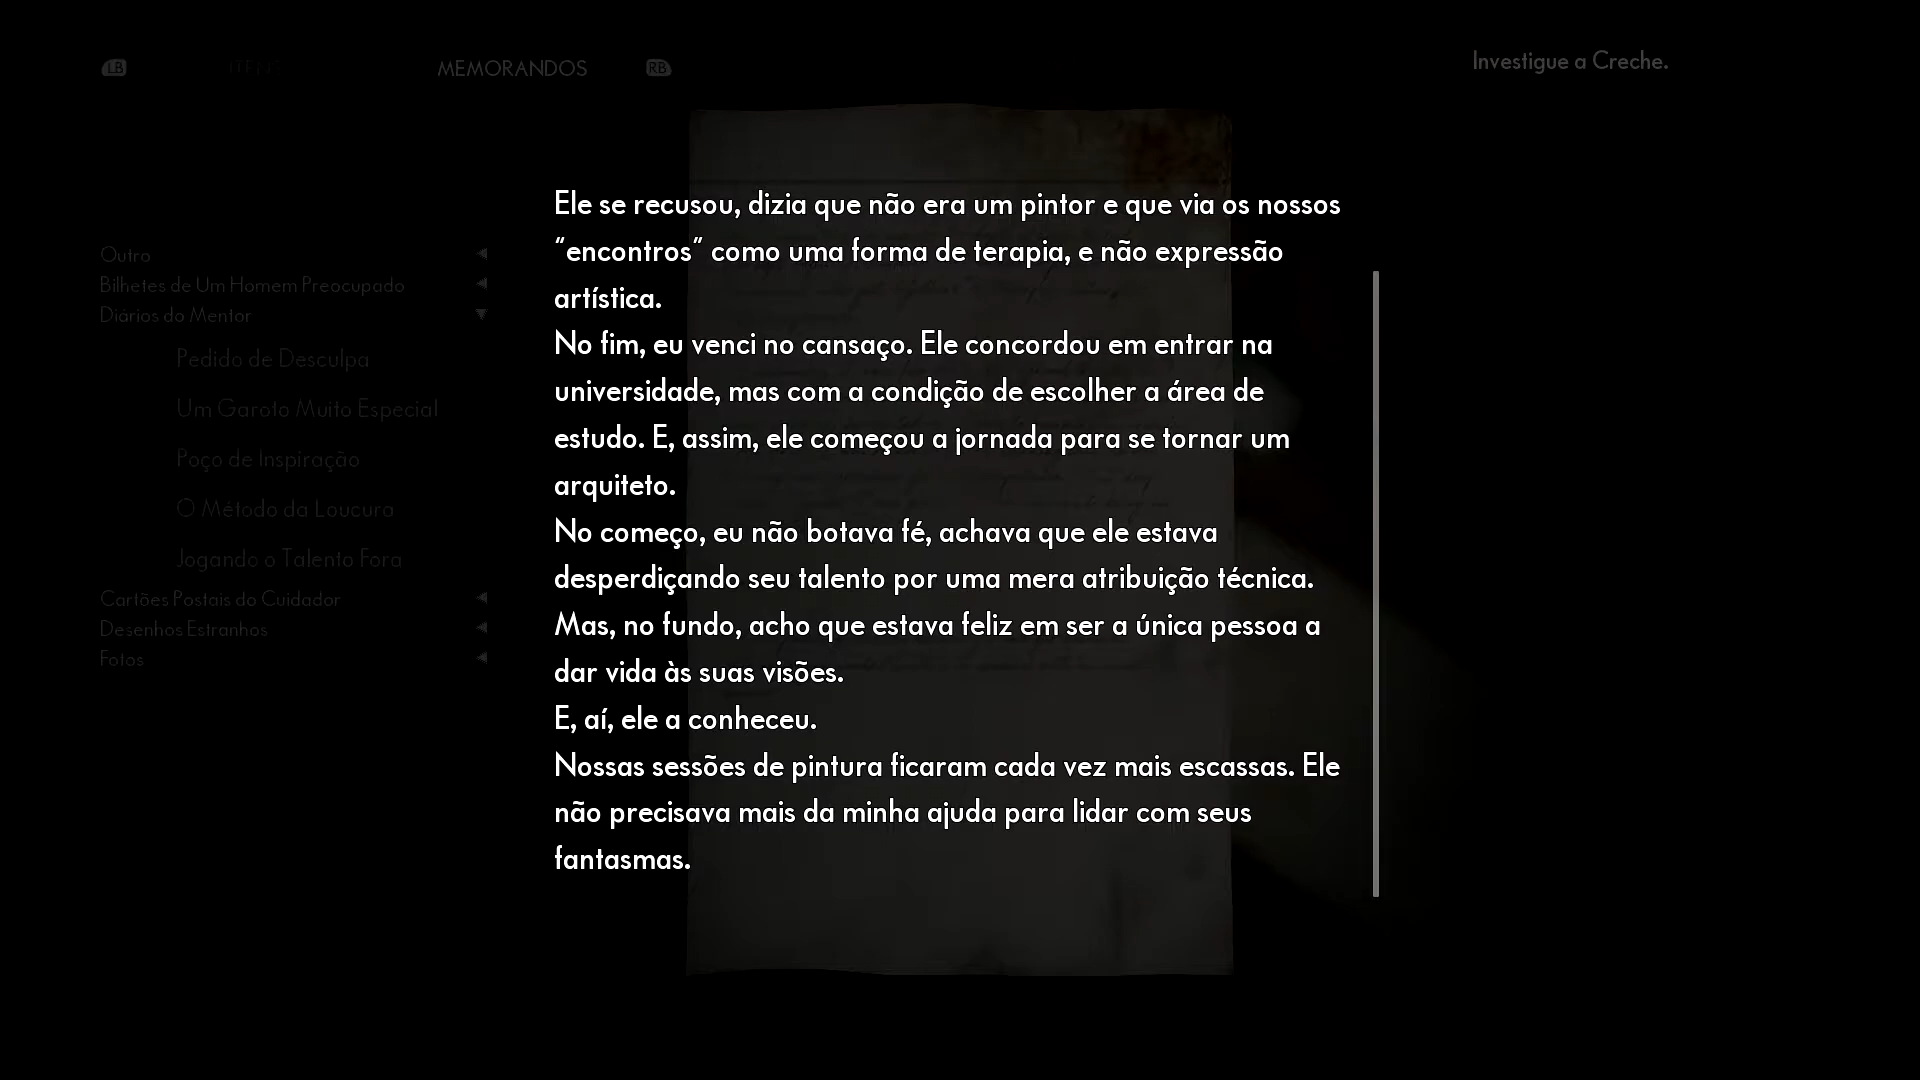 LB
MEMORANDOS
RB
Investigue a Creche.
Outro
Bilhetes de Um Homem Preocupado
Diários do Mentor
Pedido de Desculpa
Um Garoto Muito Especial
Poço de Inspiração
O Método da Loucura
Jogando o Talento Fora
Cartões Postais do Cuidador
Desenhos Estranhos
Fotos
Ele se recusou, dizia que não era um pintor e que via os nossos
“encontros” como uma forma de terapia, e não expressão
artística.
No fim, eu venci no cansaço. Ele concordou em entrar na
universidade, mas com a condição de escolher a área de
estudo. E, assim, ele começou a jornada para se tornar um
arquiteto.
No começo, eu não botava fé, achava que ele estava
desperdiçando seu talento por uma mera atribuição técnica.
Mas, no fundo, acho que estava feliz em ser a única pessoa a
dar vida às suas visões.
E, aí, ele a conheceu.
Nossas sessões de pintura ficaram cada vez mais escassas. Ele
não precisava mais da minha ajuda para lidar com seus
fantasmas.